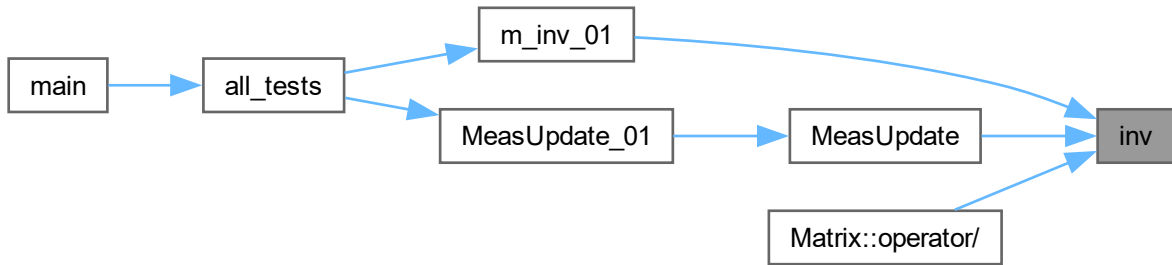 main
all_tests
m_inv_01
MeasUpdate_01
MeasUpdate
Matrix::operator/
inv